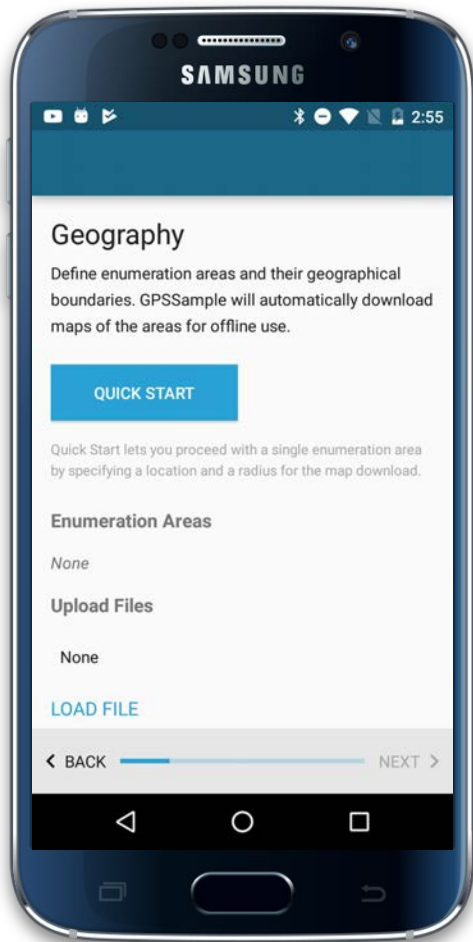 SAMSUNG
2:55
Geography
Define enumeration areas and their geographical
boundaries. GPSSample will automatically download
maps of the areas for offline use.
QUICK START
Quick Start lets you proceed with a single enumeration area
by specifying a location and a radius for the map download.
Enumeration Areas
None
Upload Files
None
LOAD FILE
BACK NEXT